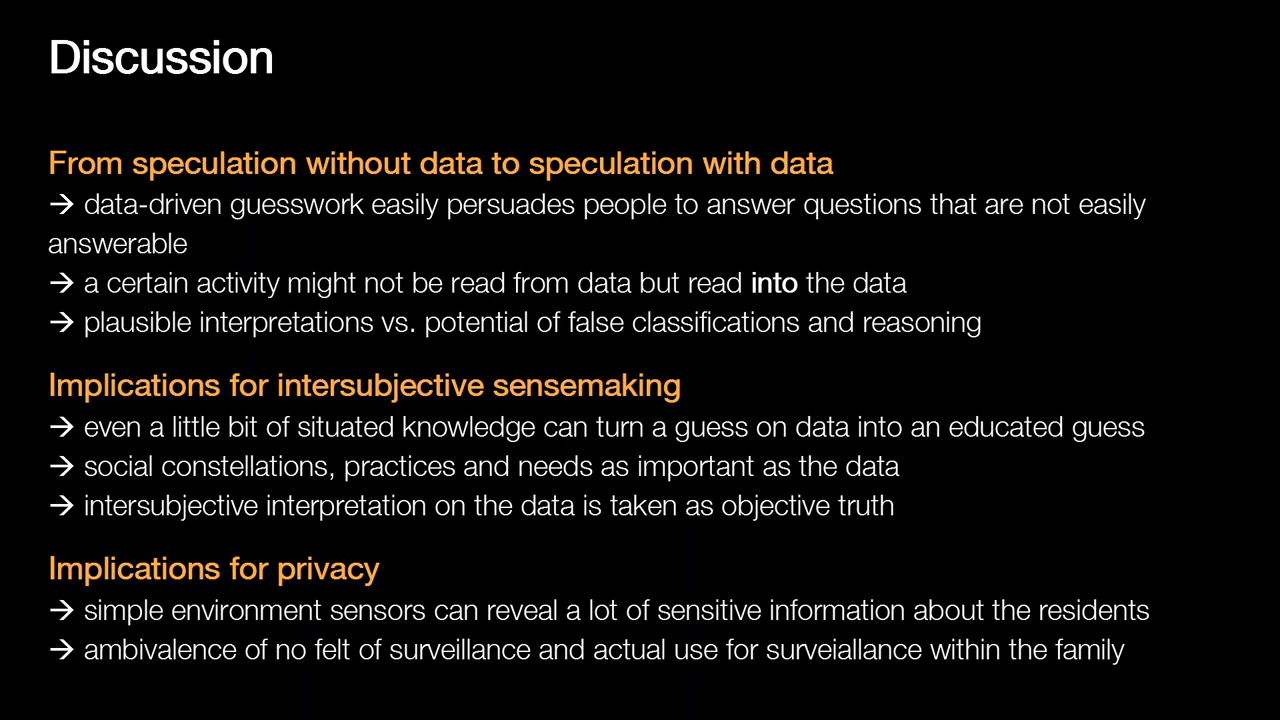 Discussion
From speculation without data to speculation with data
→ data-driven guesswork easily persuades people to answer questions that are not easily
answerable
→ a certain activity might not be read from data but read into the data
→ plausible interpretations vs. potential of false classifications and reasoning
Implications for intersubjective sensemaking
→ even a little bit of situated knowledge can turn a guess on data into an educated guess
→ social constellations, practices and needs as important as the data
→ intersubjective interpretation on the data is taken as objective truth
Implications for privacy
→ simple environment sensors can reveal a lot of sensitive information about the residents
→ ambivalence of no felt of surveillance and actual use for surveiallance within the family